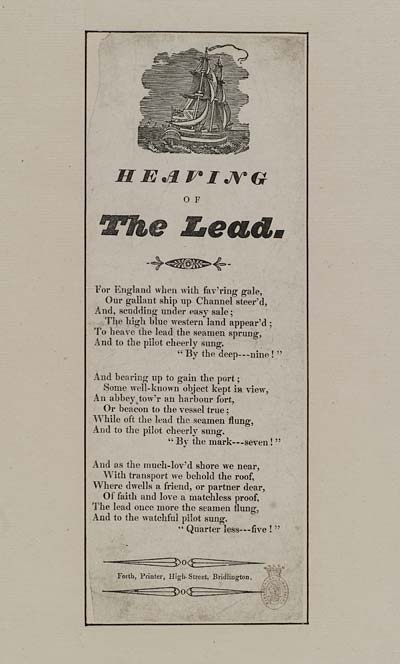 HEAVING
OF
The Lead.
For England when with fav'ring gale,
Our gallant ship up Channel steer'd,
And, scudding under easy sale;
The high blue western land appear'd;
To heave the lead the seamen sprung,
And to the pilot cheerly sung.
"By the deep---nine!"
And bearing up to gain the port;
Some well-known object kept in view,
An abbey tow'r an harbour fort,
Or beacon to the vessel true;
While oft the lead the seamen flung,
And to the pilot cheerly sung.
"By the mark---seven!"
And as the much-lov'd shore we near,
With transport we behold the roof,
Where dwells a friend, or partner dear,
Of faith and love a matchless proof,
The lead once more the seamen flung,
And to the watchful pilot sung.
"Quarter less---five!"
Forth, Printer, High-Street, Bridlington.